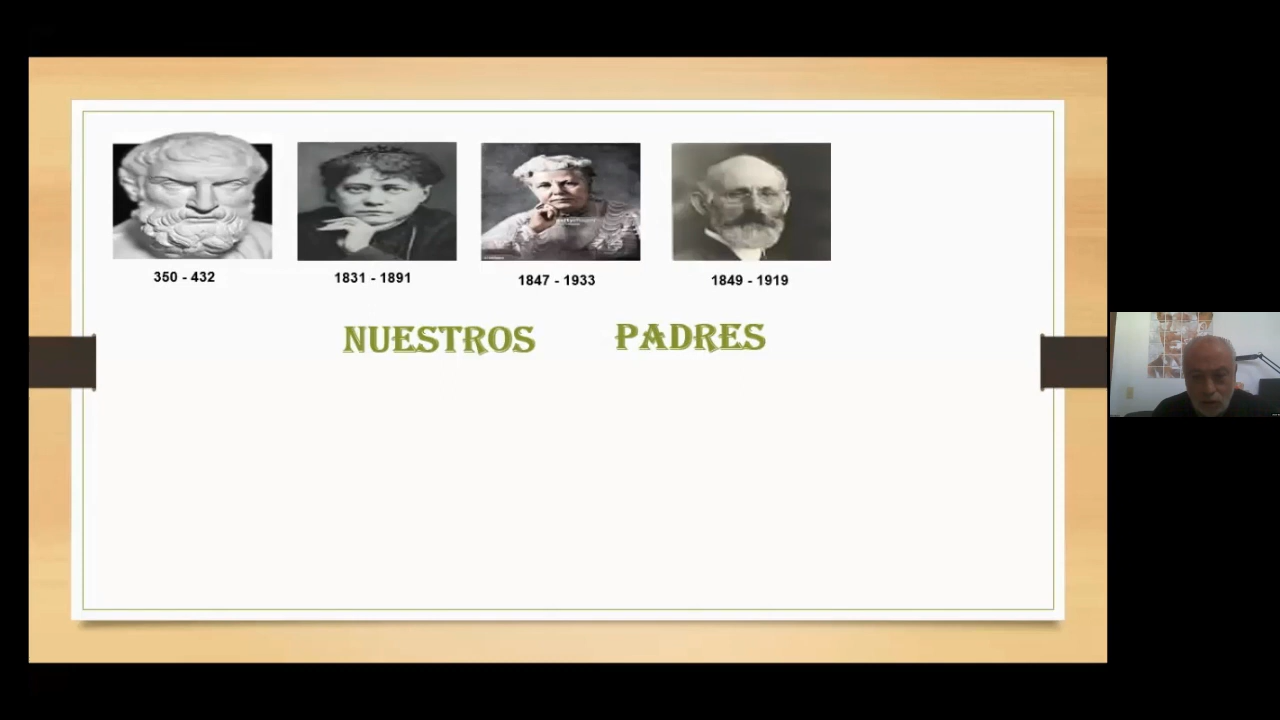 350 - 432
1831 - 1891
1847 - 1933
1849 - 1919
NUESTROS PADRES